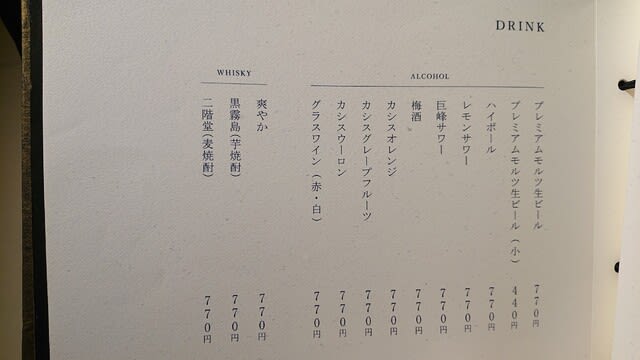 DRINK
ALCOHOL
プレミアムモルツ生ビール 770円
プレミアムモルツ生ビール(小) 440円
ハイボール 770円
レモンサワー 770円
巨峰サワー 770円
梅酒 770円
カシスオレンジ 770円
カシスグレープフルーツ 770円
カシスウーロン 770円
グラスワイン(赤・白) 770円
WHISKY
爽やか 770円
黒霧島(芋焼酎) 770円
二階堂(麦焼酎) 770円